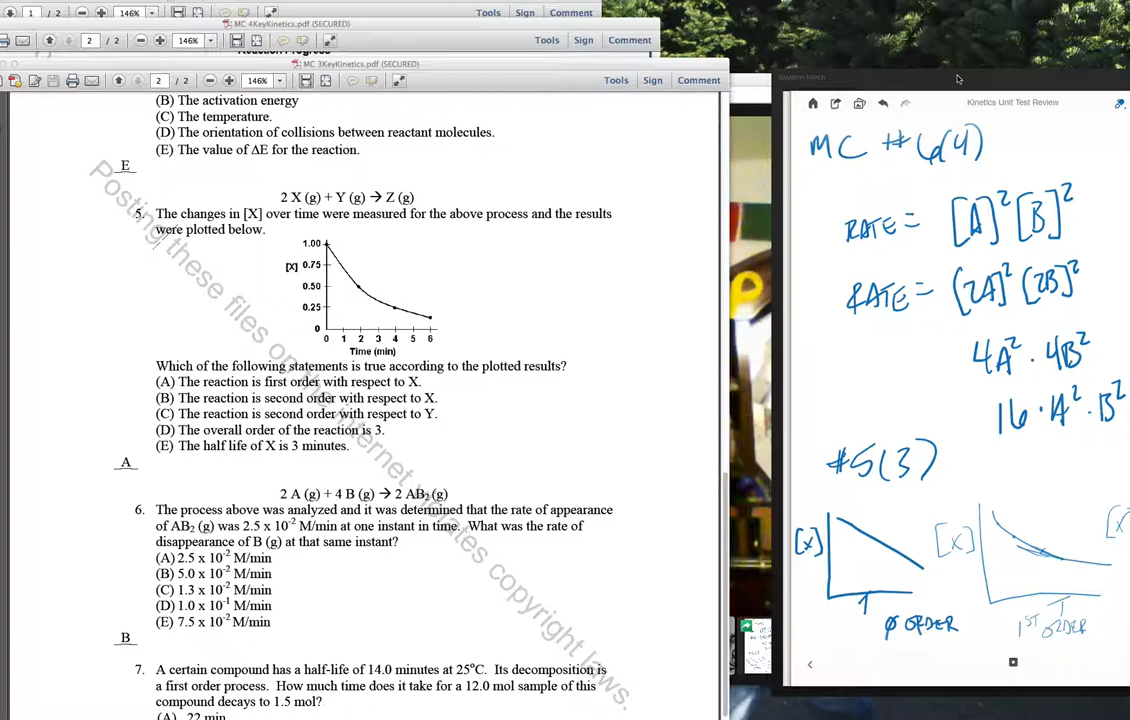 1 / 2 146% Tools Sign Comment
MC 4KeyKinetics.pdf (SECURED)
2 / 2 146% Tools Sign Comment
MC 3KeyKinetics.pdf (SECURED)
2 / 2 146% Tools Sign Comment
(B) The activation energy
(C) The temperature.
(D) The orientation of collisions between reactant molecules.
(E) The value of ΔE for the reaction.
E
2 X (g) + Y (g) → Z (g)
5. The changes in [X] over time were measured for the above process and the results
were plotted below.
1.00
[X] 0.75
0.50
0.25
0
0 1 2 3 4 5 6
Time (min)
Which of the following statements is true according to the plotted results?
(A) The reaction is first order with respect to X.
(B) The reaction is second order with respect to X.
(C) The reaction is second order with respect to Y.
(D) The overall order of the reaction is 3.
(E) The half life of X is 3 minutes.
A
2 A (g) + 4 B (g) → 2 AB₂ (g)
6. The process above was analyzed and it was determined that the rate of appearance
of AB₂ (g) was 2.5 x 10⁻² M/min at one instant in time. What was the rate of
disappearance of B (g) at that same instant?
(A) 2.5 x 10⁻² M/min
(B) 5.0 x 10⁻² M/min
(C) 1.3 x 10⁻² M/min
(D) 1.0 x 10⁻¹ M/min
(E) 7.5 x 10⁻² M/min
B
7. A certain compound has a half-life of 14.0 minutes at 25°C. Its decomposition is
a first order process. How much time does it take for a 12.0 mol sample of this
compound decays to 1.5 mol?
(A) 22 min
Posting these files on the internet violates copyright laws.
BAMBOO PAPER
Kinetics Unit Test Review
MC #6(4)
RATE = [A]² [B]²
RATE = (2A)² (2B)²
4A² · 4B²
16 · A² · B²
#5(3)
[X] [X] [X
T T
Ø ORDER 1ST ORDER